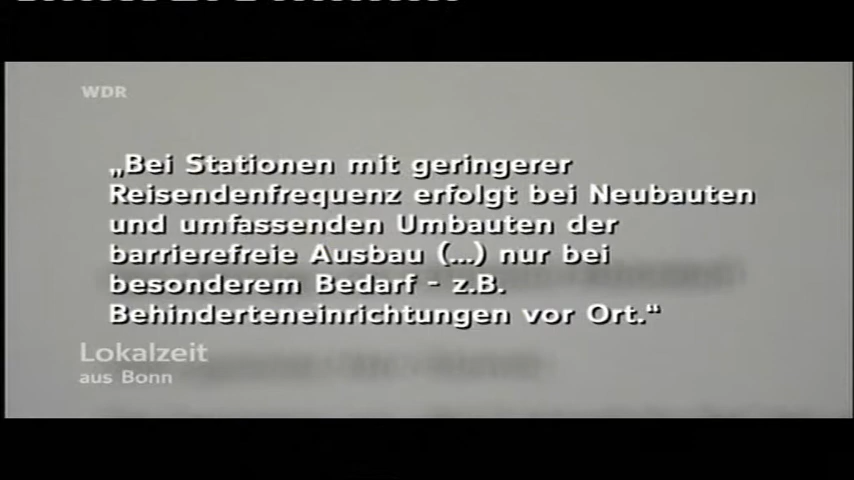 WDR
„Bei Stationen mit geringerer
Reisendenfrequenz erfolgt bei Neubauten
und umfassenden Umbauten der
barrierefreie Ausbau (...) nur bei
besonderem Bedarf - z.B.
Behinderteneinrichtungen vor Ort.“
Lokalzeit
aus Bonn